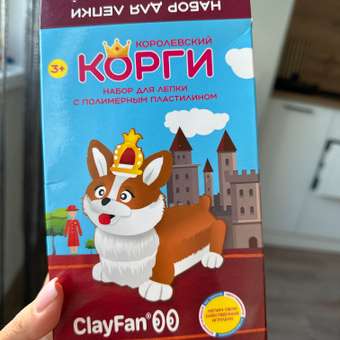 НАБОР ДЛЯ ЛЕПКИ
КОРОЛЕВСКИЙ
КОРГИ
3+
НАБОР ДЛЯ ЛЕПКИ
С ПОЛИМЕРНЫМ ПЛАСТИЛИНОМ
ClayFan®